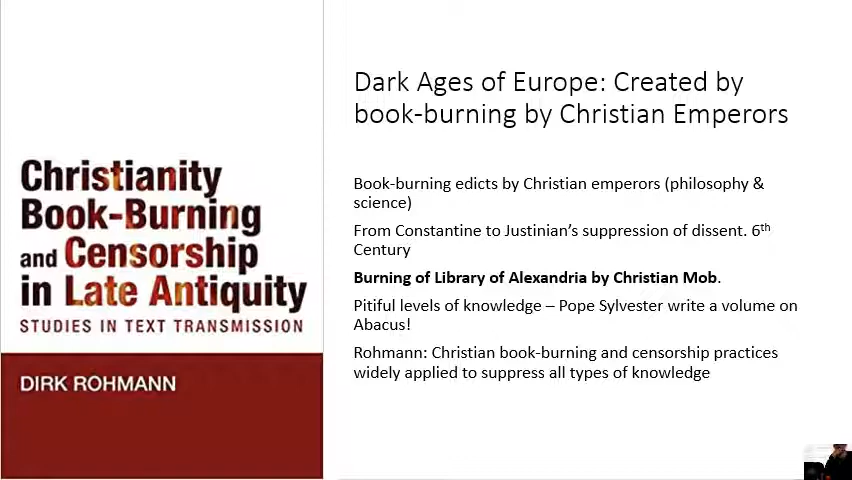 Christianity
Book-Burning
and Censorship
in Late Antiquity
STUDIES IN TEXT TRANSMISSION
DIRK ROHMANN
Dark Ages of Europe: Created by
book-burning by Christian Emperors
Book-burning edicts by Christian emperors (philosophy &
science)
From Constantine to Justinian’s suppression of dissent. 6th
Century
Burning of Library of Alexandria by Christian Mob.
Pitiful levels of knowledge – Pope Sylvester write a volume on
Abacus!
Rohmann: Christian book-burning and censorship practices
widely applied to suppress all types of knowledge